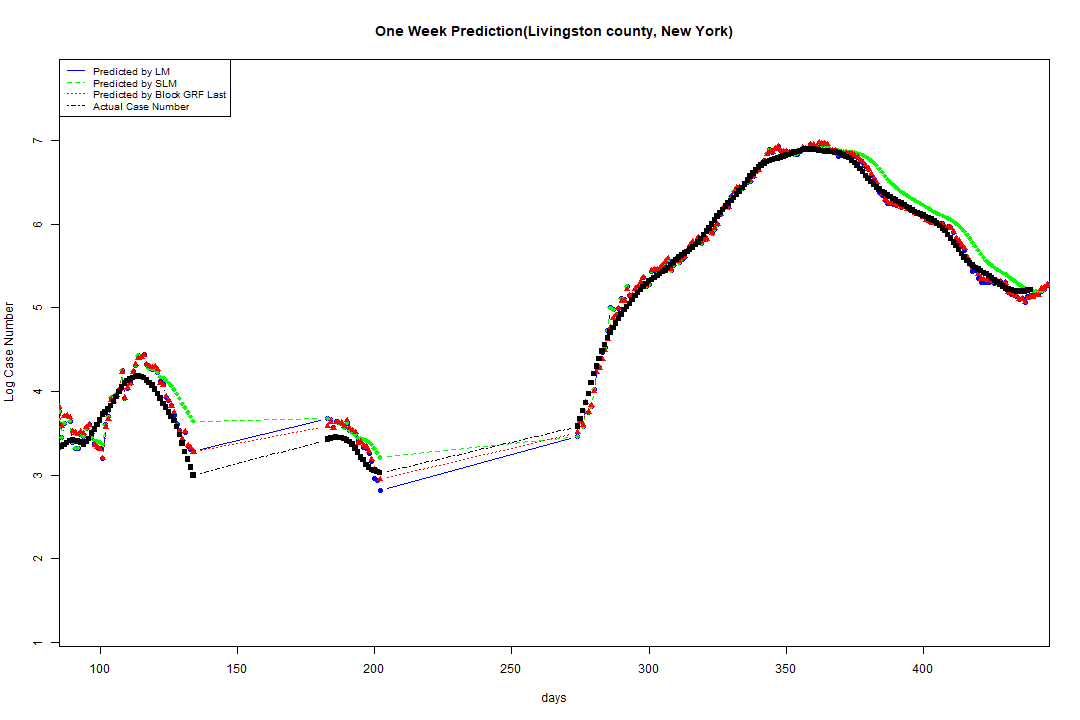 One Week Prediction(Livingston county, New York)
Predicted by LM
Predicted by SLM
Predicted by Block GRF Last
Actual Case Number
7
6
5
4
3
2
1
Log Case Number
100 150 200 250 300 350 400
days